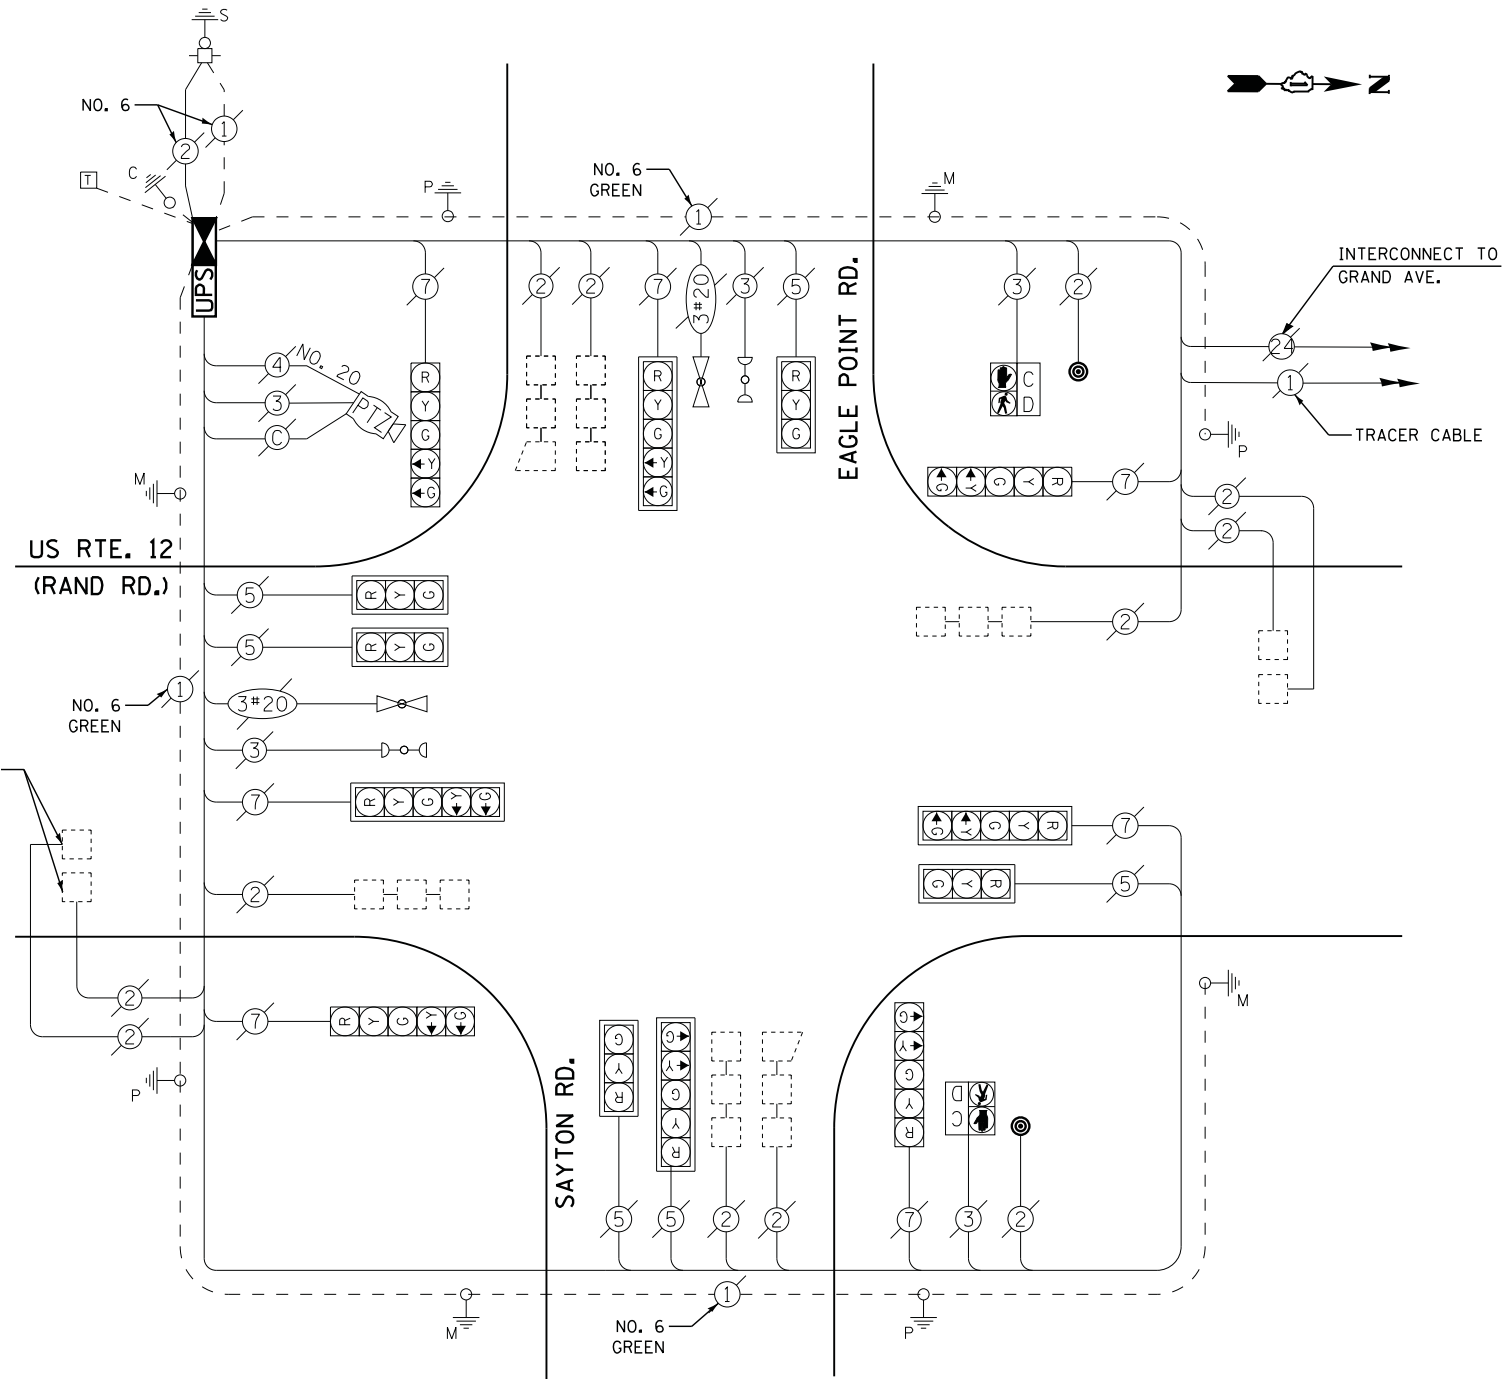 S
NO. 6
1
2
C
T
N
UPS
P
NO. 6
GREEN
1
M
7
2
2
7
3#20
3
5
3
2
INTERCONNECT TO
GRAND AVE.
24
1
TRACER CABLE
P
4
NO. 20
3
C
PTZ
R
Y
G
Y
G
R
Y
G
Y
G
R
Y
G
EAGLE POINT RD.
C
D
G Y G Y R
7
2
2
M
US RTE. 12
(RAND RD.)
5
R Y G
5
R Y G
2
NO. 6
GREEN
1
3#20
3
7
R Y G Y G
2
G Y G Y R
7
G Y R
5
2
2
7
R Y G Y G
P
M
SAYTON RD.
G
Y
R
G
Y
G
Y
R
G
Y
G
Y
R
D
C
5
5
2
2
7
3
2
M
NO. 6
GREEN
1
P